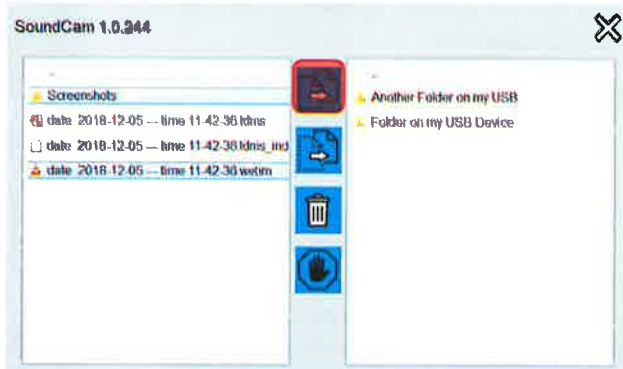 SoundCam 1.0.244
..
Screenshots
date 2018-12-05 --- time 11-42-36.tdms
date 2018-12-05 --- time 11-42-36.tdms_ind
date 2018-12-05 --- time 11-42-36.webm
..
Another Folder on my USB
Folder on my USB Device